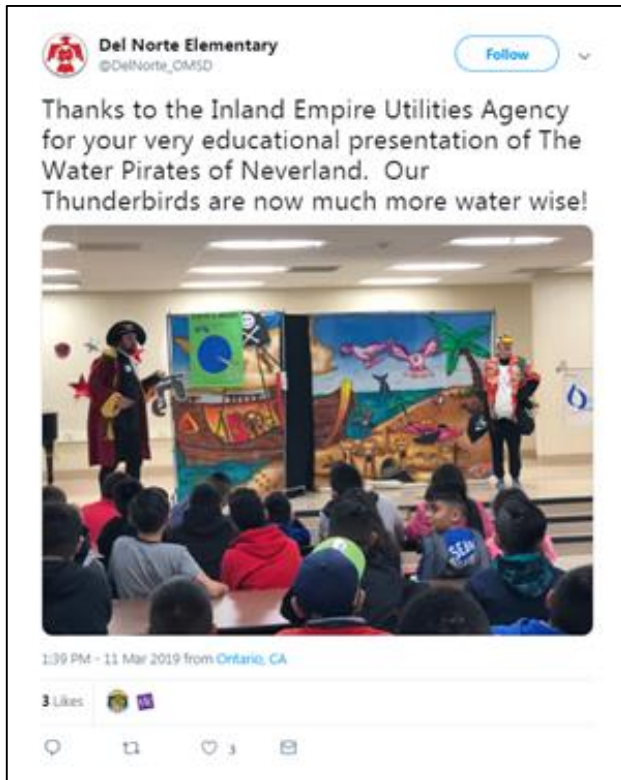 Del Norte Elementary
@DelNorte_OMSD
Follow
Thanks to the Inland Empire Utilities Agency
for your very educational presentation of The
Water Pirates of Neverland. Our
Thunderbirds are now much more water wise!
1:39 PM - 11 Mar 2019 from Ontario, CA
3 Likes
3